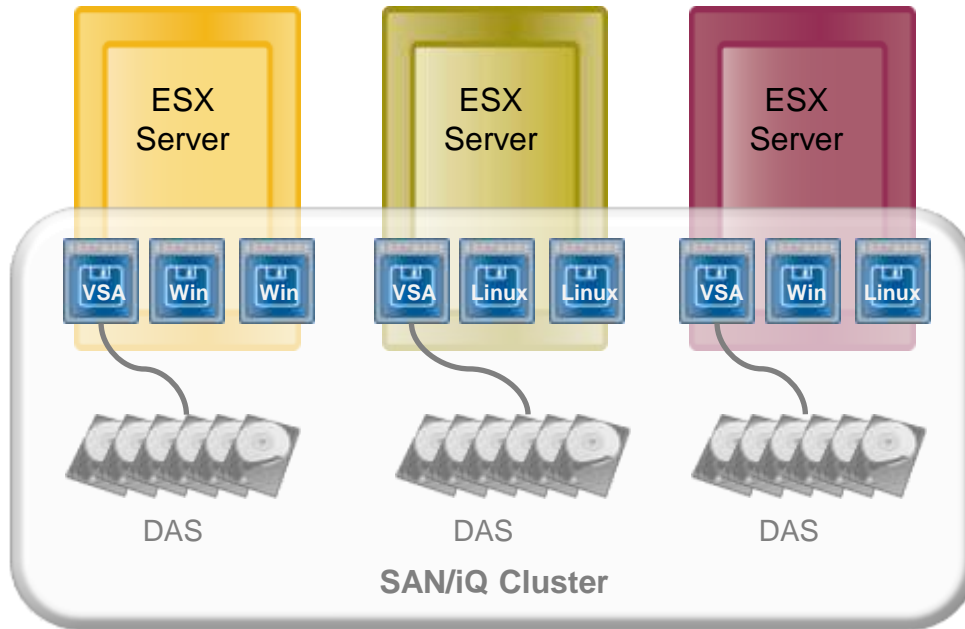 ESX
Server
ESX
Server
ESX
Server
VSA
Win
Win
VSA
Linux
Linux
VSA
Win
Linux
DAS
DAS
DAS
SAN/iQ Cluster